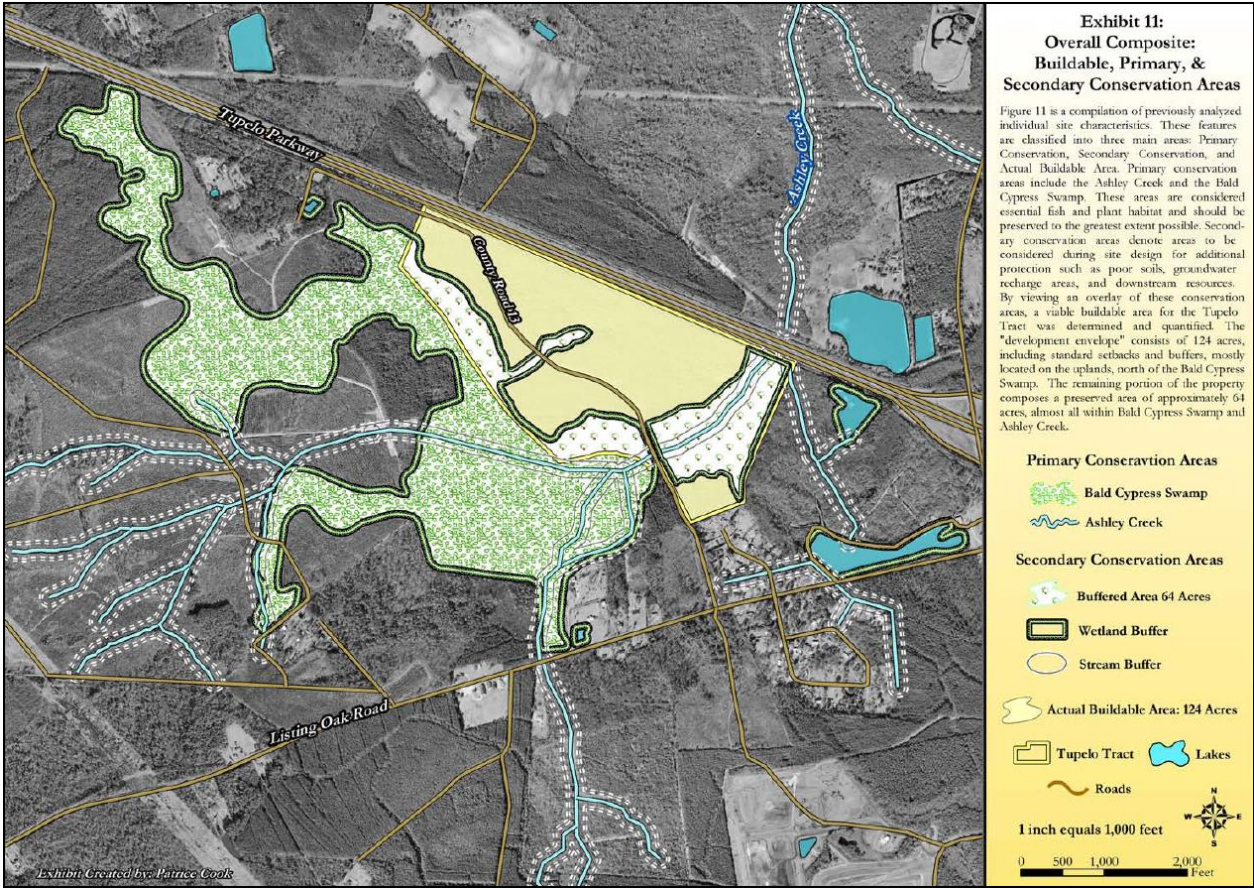 Exhibit 11:
Overall Composite:
Buildable, Primary, &
Secondary Conservation Areas
Figure 11 is a compilation of previously analyzed
individual site characteristics. These features
are classified into three main areas: Primary
Conservation, Secondary Conservation, and
Actual Buildable Area. Primary conservation
areas include the Ashley Creek and the Bald
Cypress Swamp. These areas are considered
essential fish and plant habitat and should be
preserved to the greatest extent possible. Second-
ary conservation areas denote areas to be
considered during site design for additional
protection such as poor soils, groundwater
recharge areas, and downstream resources.
By viewing an overlay of these conservation
areas, a viable buildable area for the Tupelo
Tract was determined and quantified. The
"development envelope" consists of 124 acres,
including standard setbacks and buffers, mostly
located on the uplands, north of the Bald Cypress
Swamp. The remaining portion of the property
composes a preserved area of approximately 64
acres, almost all within Bald Cypress Swamp and
Ashley Creek.
Primary Conseravtion Areas
Bald Cypress Swamp
Ashley Creek
Secondary Conservation Areas
Buffered Area 64 Acres
Wetland Buffer
Stream Buffer
Actual Buildable Area: 124 Acres
Tupelo Tract
Lakes
Roads
N
W
E
S
1 inch equals 1,000 feet
0 500 1,000 2,000
Feet
Tupelo Parkway
Ashley Creek
County Road 13
Listing Oak Road
Exhibit Created by: Patrice Cook